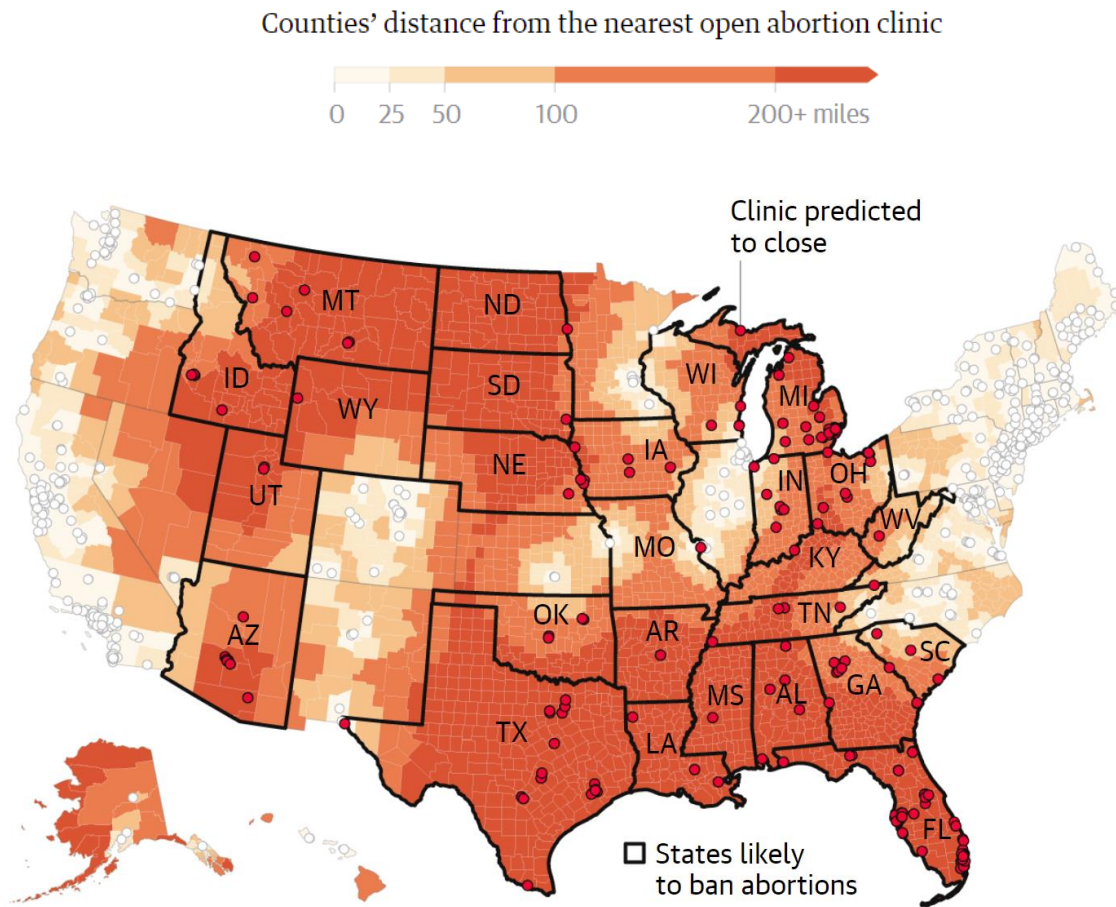 Counties’ distance from the nearest open abortion clinic
0 25 50 100 200+ miles
Clinic predicted
to close
MT
ND
ID
SD
WY
WI
MI
NE
IA
UT
IN
OH
WV
MO
KY
AZ
OK
TN
AR
SC
MS
AL
GA
TX
LA
FL
States likely
to ban abortions